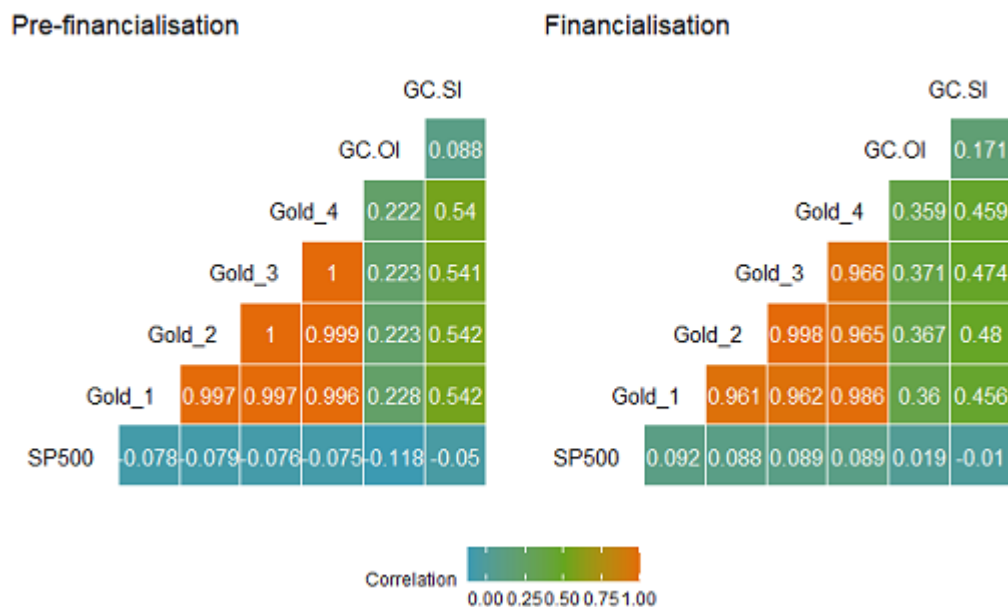 Pre-financialisation
GC.SI
GC.OI 0.088
Gold_4 0.222 0.54
Gold_3 1 0.223 0.541
Gold_2 1 0.999 0.223 0.542
Gold_1 0.997 0.997 0.996 0.228 0.542
SP500 -0.078 -0.079 -0.076 -0.075 -0.118 -0.05
Financialisation
GC.SI
GC.OI 0.171
Gold_4 0.359 0.459
Gold_3 0.966 0.371 0.474
Gold_2 0.998 0.965 0.367 0.48
Gold_1 0.961 0.962 0.986 0.36 0.456
SP500 0.092 0.088 0.089 0.089 0.019 -0.01
Correlation
0.00 0.25 0.50 0.75 1.00